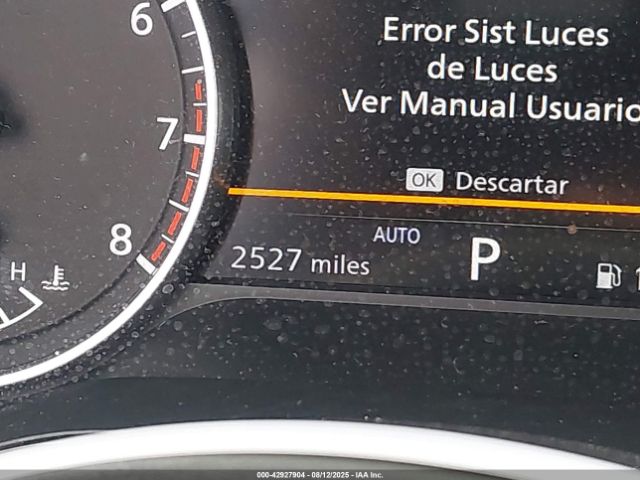 6
Error Sist Luces
de Luces
Ver Manual Usuario
7
OK Descartar
8
AUTO
P
2527 miles
H
000-42927904 - 08/12/2025 - IAA Inc.